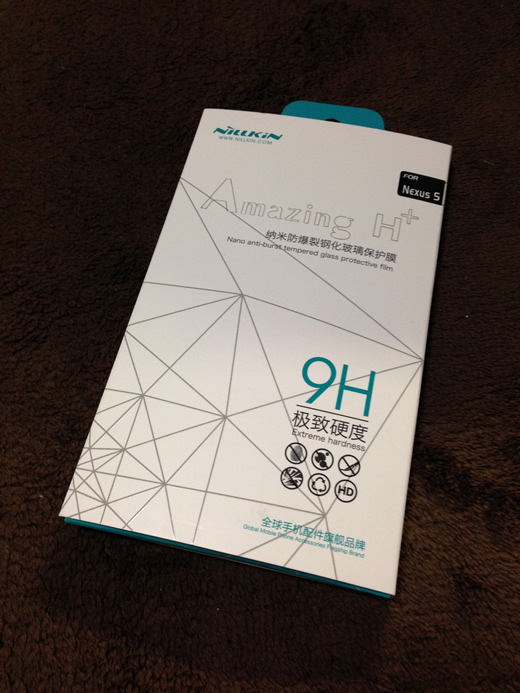 NiLLKiN
WWW.NILLKIN.COM
FOR
NEXUS 5
Amazing H+
纳米防爆裂钢化玻璃保护膜
Nano anti-burst tempered glass protective film
9H
极致硬度
Extreme hardness
HD
全球手机配件旗舰品牌
Global Mobile Phone Accessories Flagship Brand